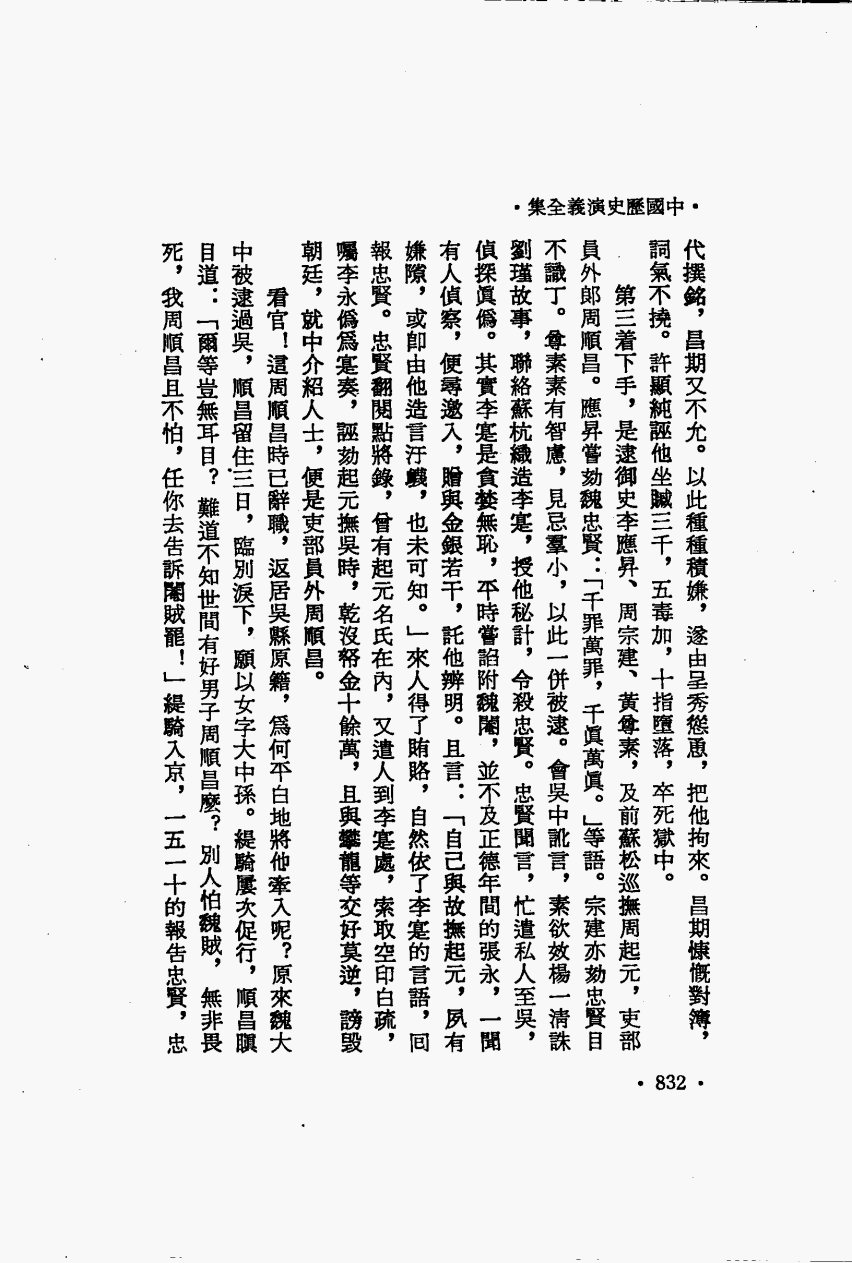 •中國歷史演義全集•
代撰銘，昌期又不允。以此種種積嫌，遂由呈秀慫恿，把他拘來。昌期慷慨對簿，
詞氣不撓。許顯純誣他坐贓三千，五毒加，十指墮落，卒死獄中。
第三着下手，是逮御史李應昇、周宗建、黃尊素，及前蘇松巡撫周起元，吏部
員外郎周順昌。應昇嘗劾魏忠賢：「千罪萬罪，千眞萬眞。」等語。宗建亦劾忠賢目
不識丁。尊素素有智慮，見忌羣小，以此一併被逮。會吳中訛言，素欲效楊一清誅
劉瑾故事，聯絡蘇杭織造李寔，授他秘計，令殺忠賢。忠賢聞言，忙遣私人至吳，
偵探眞僞。其實李寔是貪婪無恥，平時嘗諂附魏閹，並不及正德年間的張永，一聞
有人偵察，便尋邀入，贈與金銀若干，託他辨明。且言：「自己與故撫起元，夙有
嫌隙，或卽由他造言汙衊，也未可知。」來人得了賄賂，自然依了李寔的言語，囘
報忠賢。忠賢翻閱點將錄，曾有起元名氏在內，又遣人到李寔處，索取空印白疏，
囑李永僞爲寔奏，誣劾起元撫吳時，乾沒帑金十餘萬，且與攀龍等交好莫逆，謗毀
朝廷，就中介紹人士，便是吏部員外周順昌。
看官！這周順昌時已辭職，返居吳縣原籍，爲何平白地將他牽入呢？原來魏大
中被逮過吳，順昌留住三日，臨別淚下，願以女字大中孫。緹騎屢次促行，順昌瞋
目道：「爾等豈無耳目？難道不知世間有好男子周順昌麼？別人怕魏賊，無非畏
死，我周順昌且不怕，任你去告訴閹賊罷！」緹騎入京，一五一十的報告忠賢，忠
•832•